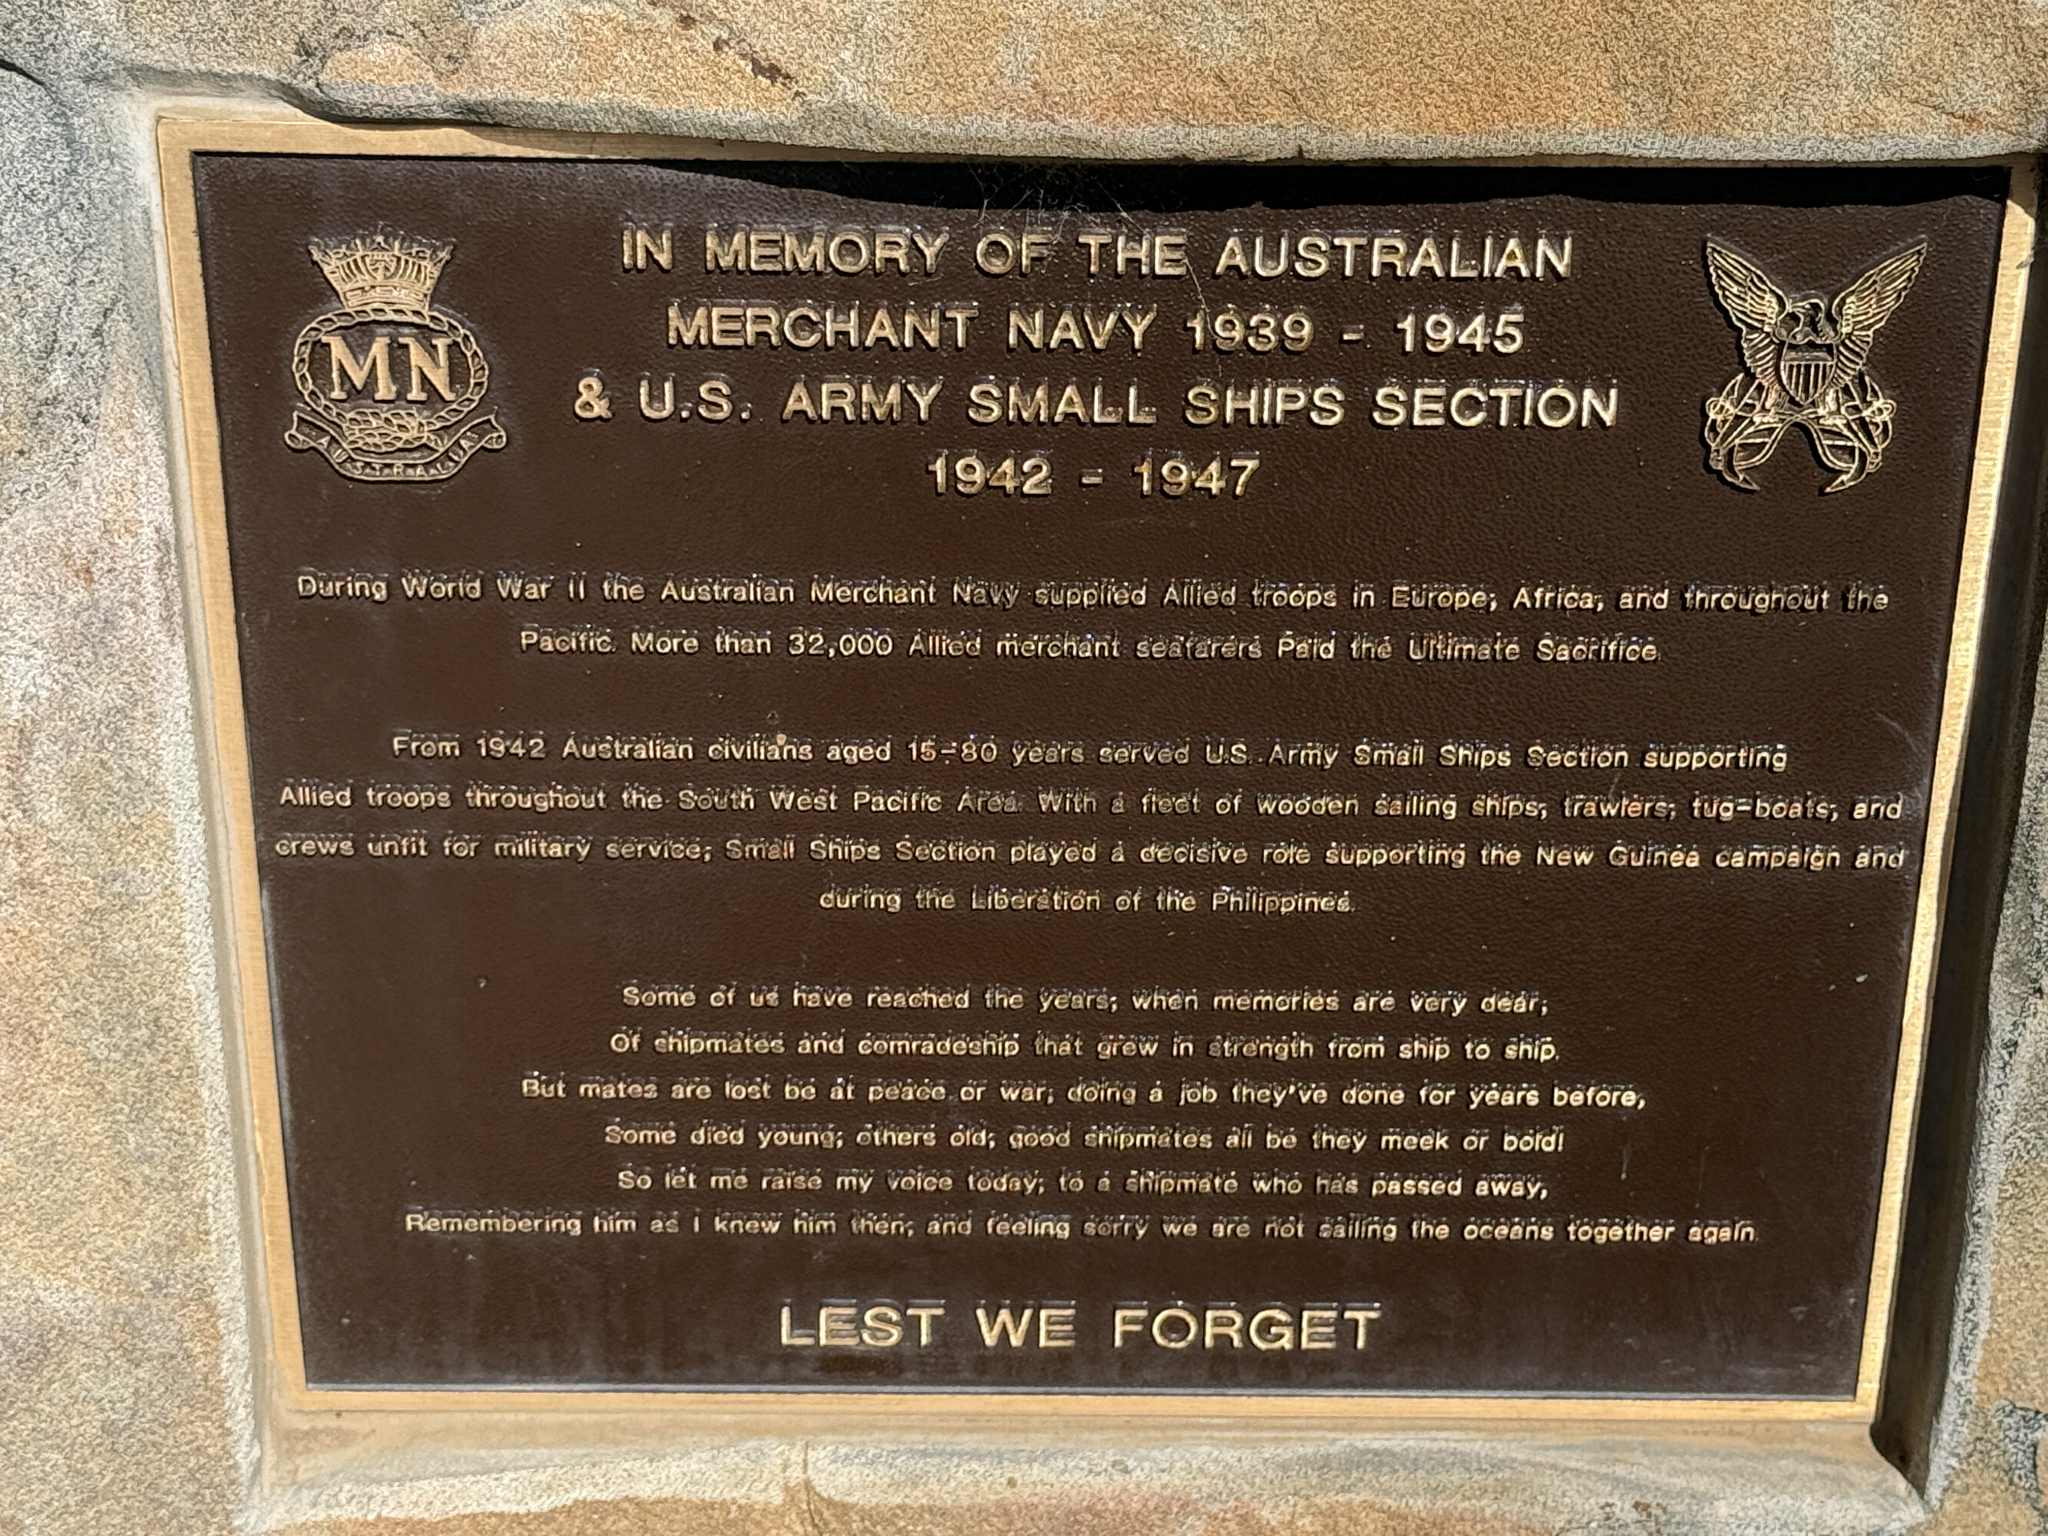 IN MEMORY OF THE AUSTRALIAN
MERCHANT NAVY 1939 - 1945
& U.S. ARMY SMALL SHIPS SECTION
1942 - 1947
MN
AUSTRALIA
During World War II the Australian Merchant Navy supplied Allied troops in Europe, Africa, and throughout the
Pacific. More than 32,000 Allied merchant seafarers Paid the Ultimate Sacrifice.
From 1942 Australian civilians aged 15-80 years served U.S. Army Small Ships Section supporting
Allied troops throughout the South West Pacific Area. With a fleet of wooden sailing ships, trawlers, tug-boats, and
crews unfit for military service, Small Ships Section played a decisive role supporting the New Guinea campaign and
during the Liberation of the Philippines.
Some of us have reached the years, when memories are very dear,
Of shipmates and comradeship that grew in strength from ship to ship.
But mates are lost be at peace or war, doing a job they've done for years before,
Some died young, others old, good shipmates all be they meek or bold!
So let me raise my voice today, to a shipmate who has passed away,
Remembering him as I knew him then, and feeling sorry we are not sailing the oceans together again.
LEST WE FORGET